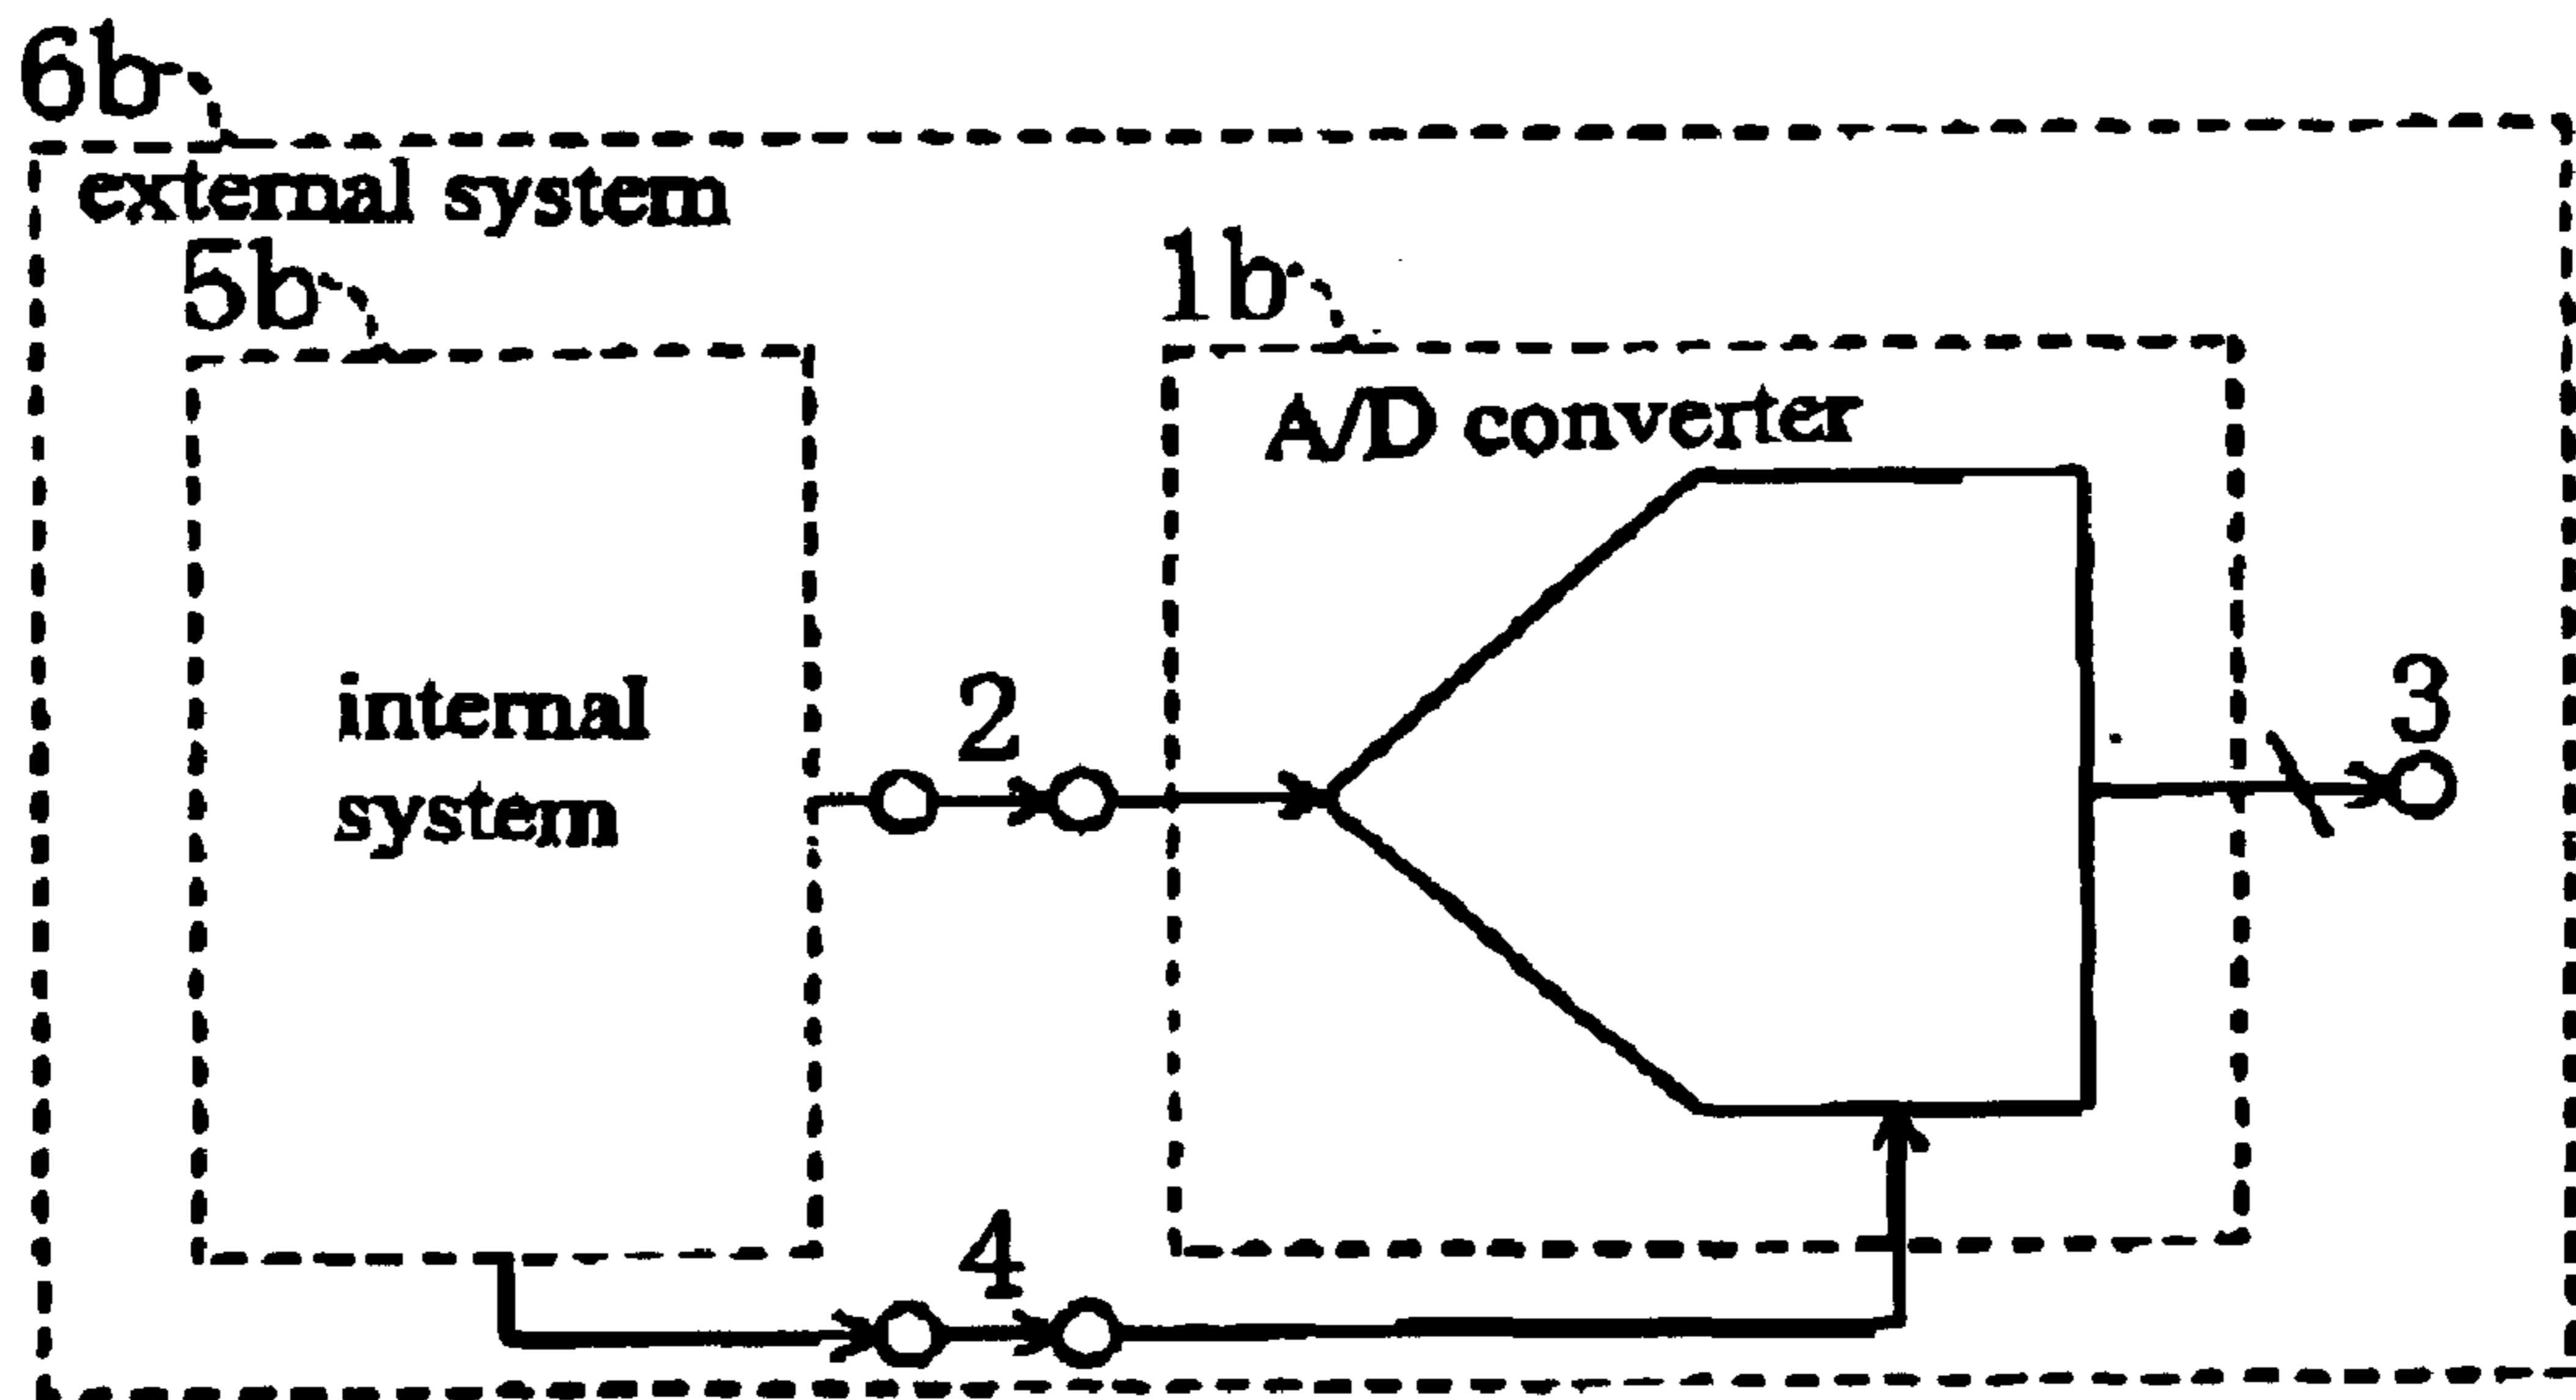 6b
external system
5b
1b
A/D converter
internal
system
2
3
4